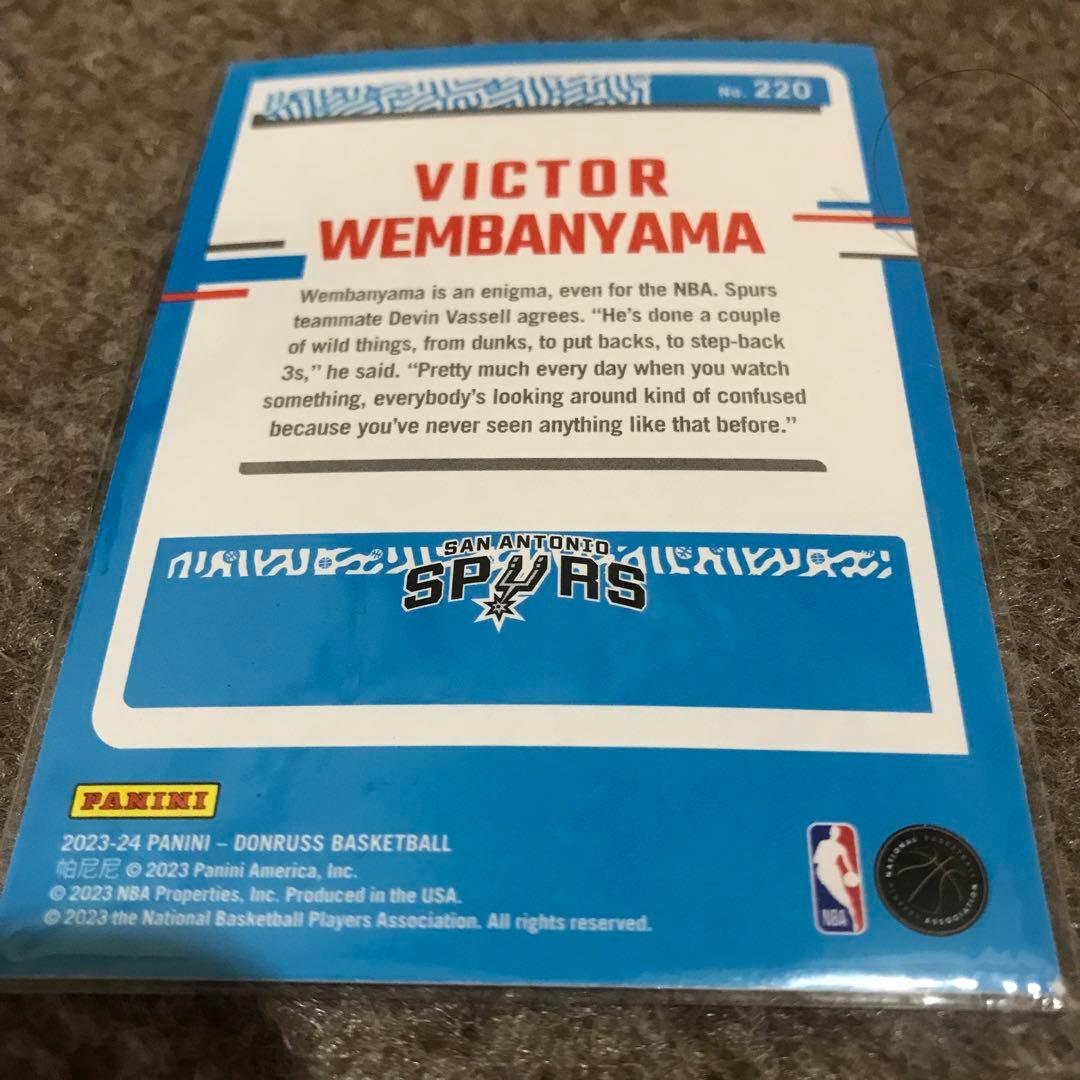 No. 220
VICTOR
WEMBANYAMA
Wembanyama is an enigma, even for the NBA. Spurs
teammate Devin Vassell agrees. “He’s done a couple
of wild things, from dunks, to put backs, to step-back
3s,” he said. “Pretty much every day when you watch
something, everybody’s looking around kind of confused
because you’ve never seen anything like that before.”
SAN ANTONIO
SPURS
PANINI
2023-24 PANINI – DONRUSS BASKETBALL
帕尼尼 © 2023 Panini America, Inc.
© 2023 NBA Properties, Inc. Produced in the USA.
© 2023 the National Basketball Players Association. All rights reserved.
NBA
NATIONAL BASKETBALL
PLAYERS ASSOCIATION